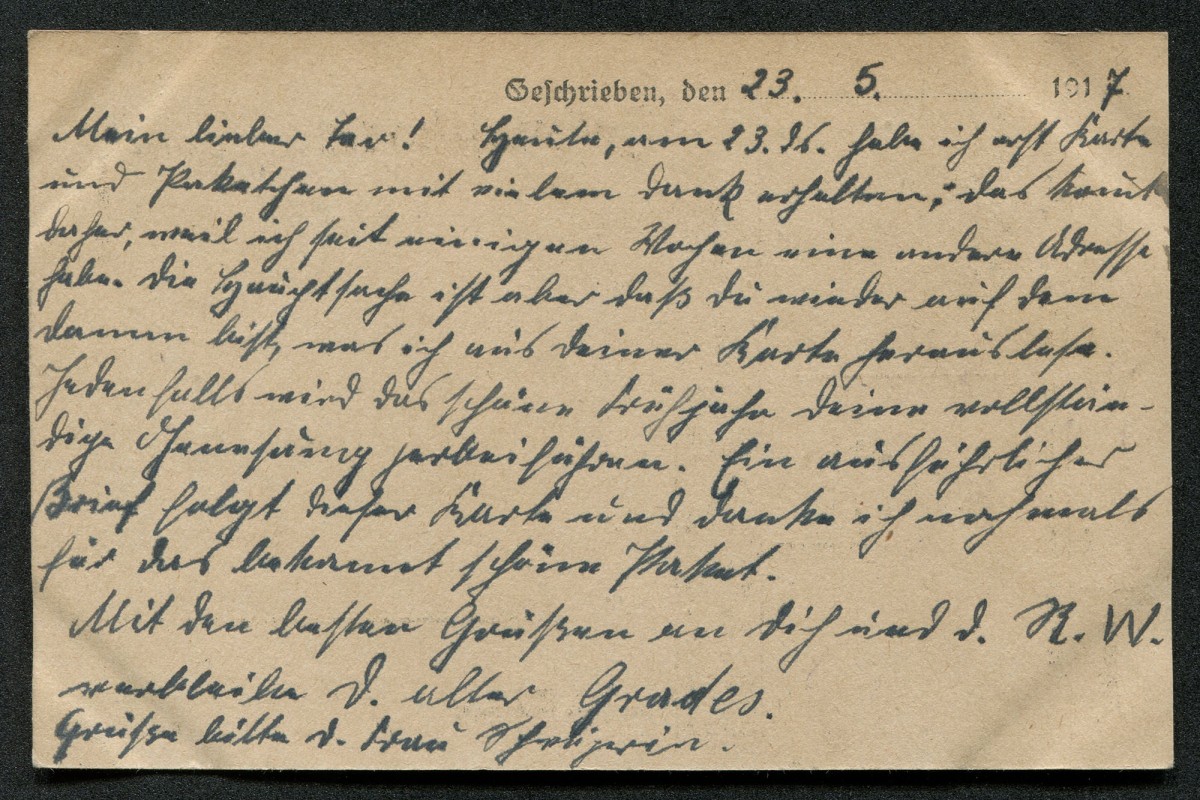 Geschrieben, den 23. 5. 1917.
Mein lieber! Heute, am 23. ds. habe ich erst Karte
und Paketchen mit vielem Dank erhalten; das komt
daher, weil ich seit einigen Wochen eine andere Adresse
habe. Die Hauptsache ist aber daß du wieder auf dem
Damm bist, was ich aus deiner Karte herauslese.
Jedenfalls wird das schöne Frühjahr deine vollstän-
dige Genesung herbeiführen. Ein ausführlicher
Brief folgt dieser Karte und danke ich nochmals
für das bekannt schöne Paket.
Mit den besten Grüßen an dich und d. W.
verbleibe d. alter Grades.
Grüße bitte d. Frau